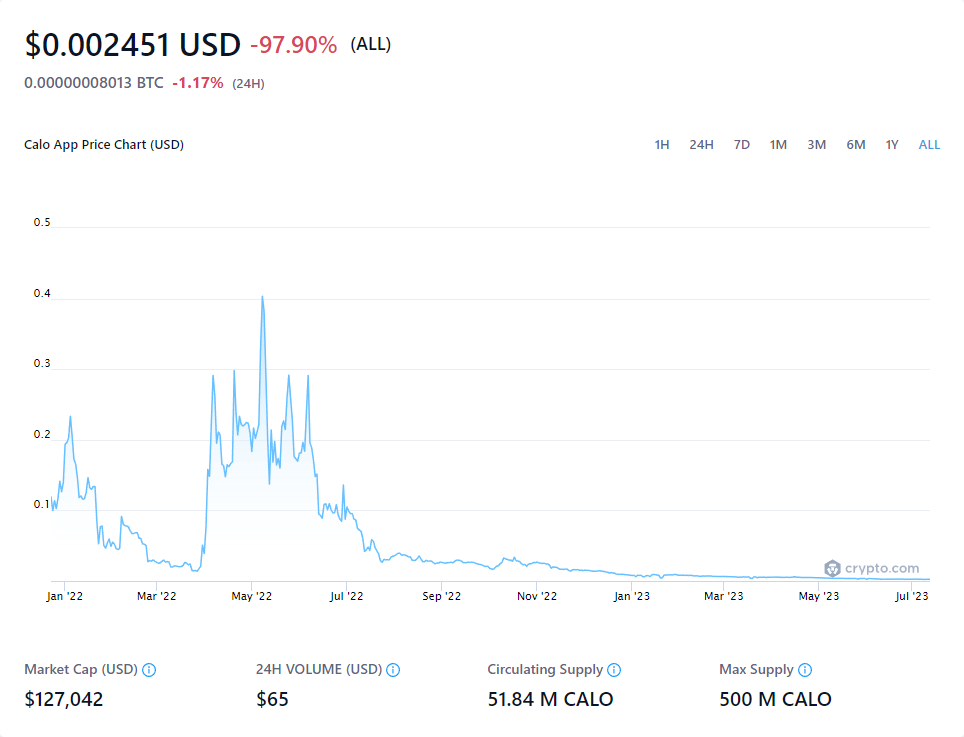 $0.002451 USD -97.90% (ALL)
0.00000008013 BTC -1.17% (24H)
Calo App Price Chart (USD) 1H 24H 7D 1M 3M 6M 1Y ALL
0.5
0.4
0.3
0.2
0.1
crypto.com
Jan '22 Mar '22 May '22 Jul '22 Sep '22 Nov '22 Jan '23 Mar '23 May '23 Jul '23
Market Cap (USD) 24H VOLUME (USD) Circulating Supply Max Supply
$127,042 $65 51.84 M CALO 500 M CALO